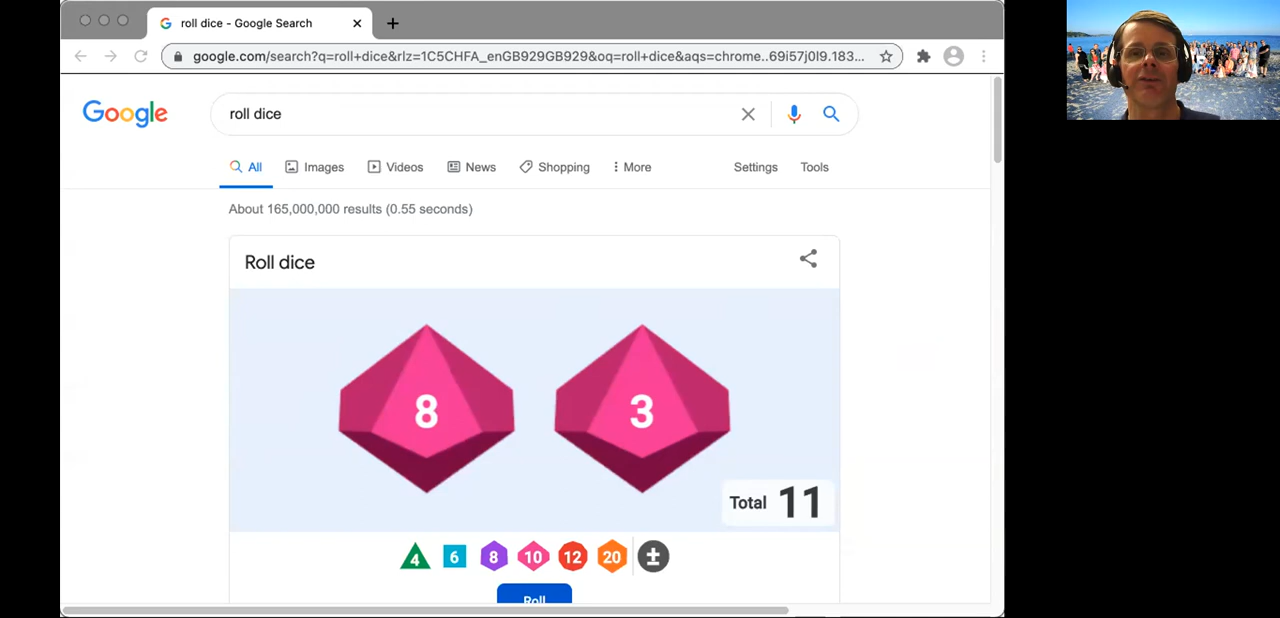 roll dice - Google Search
google.com/search?q=roll+dice&rlz=1C5CHFA_enGB929GB929&oq=roll+dice&aqs=chrome..69i57j0l9.183...
Google
roll dice
All Images Videos News Shopping More Settings Tools
About 165,000,000 results (0.55 seconds)
Roll dice
8 3
Total 11
4 6 8 10 12 20 ±
Roll